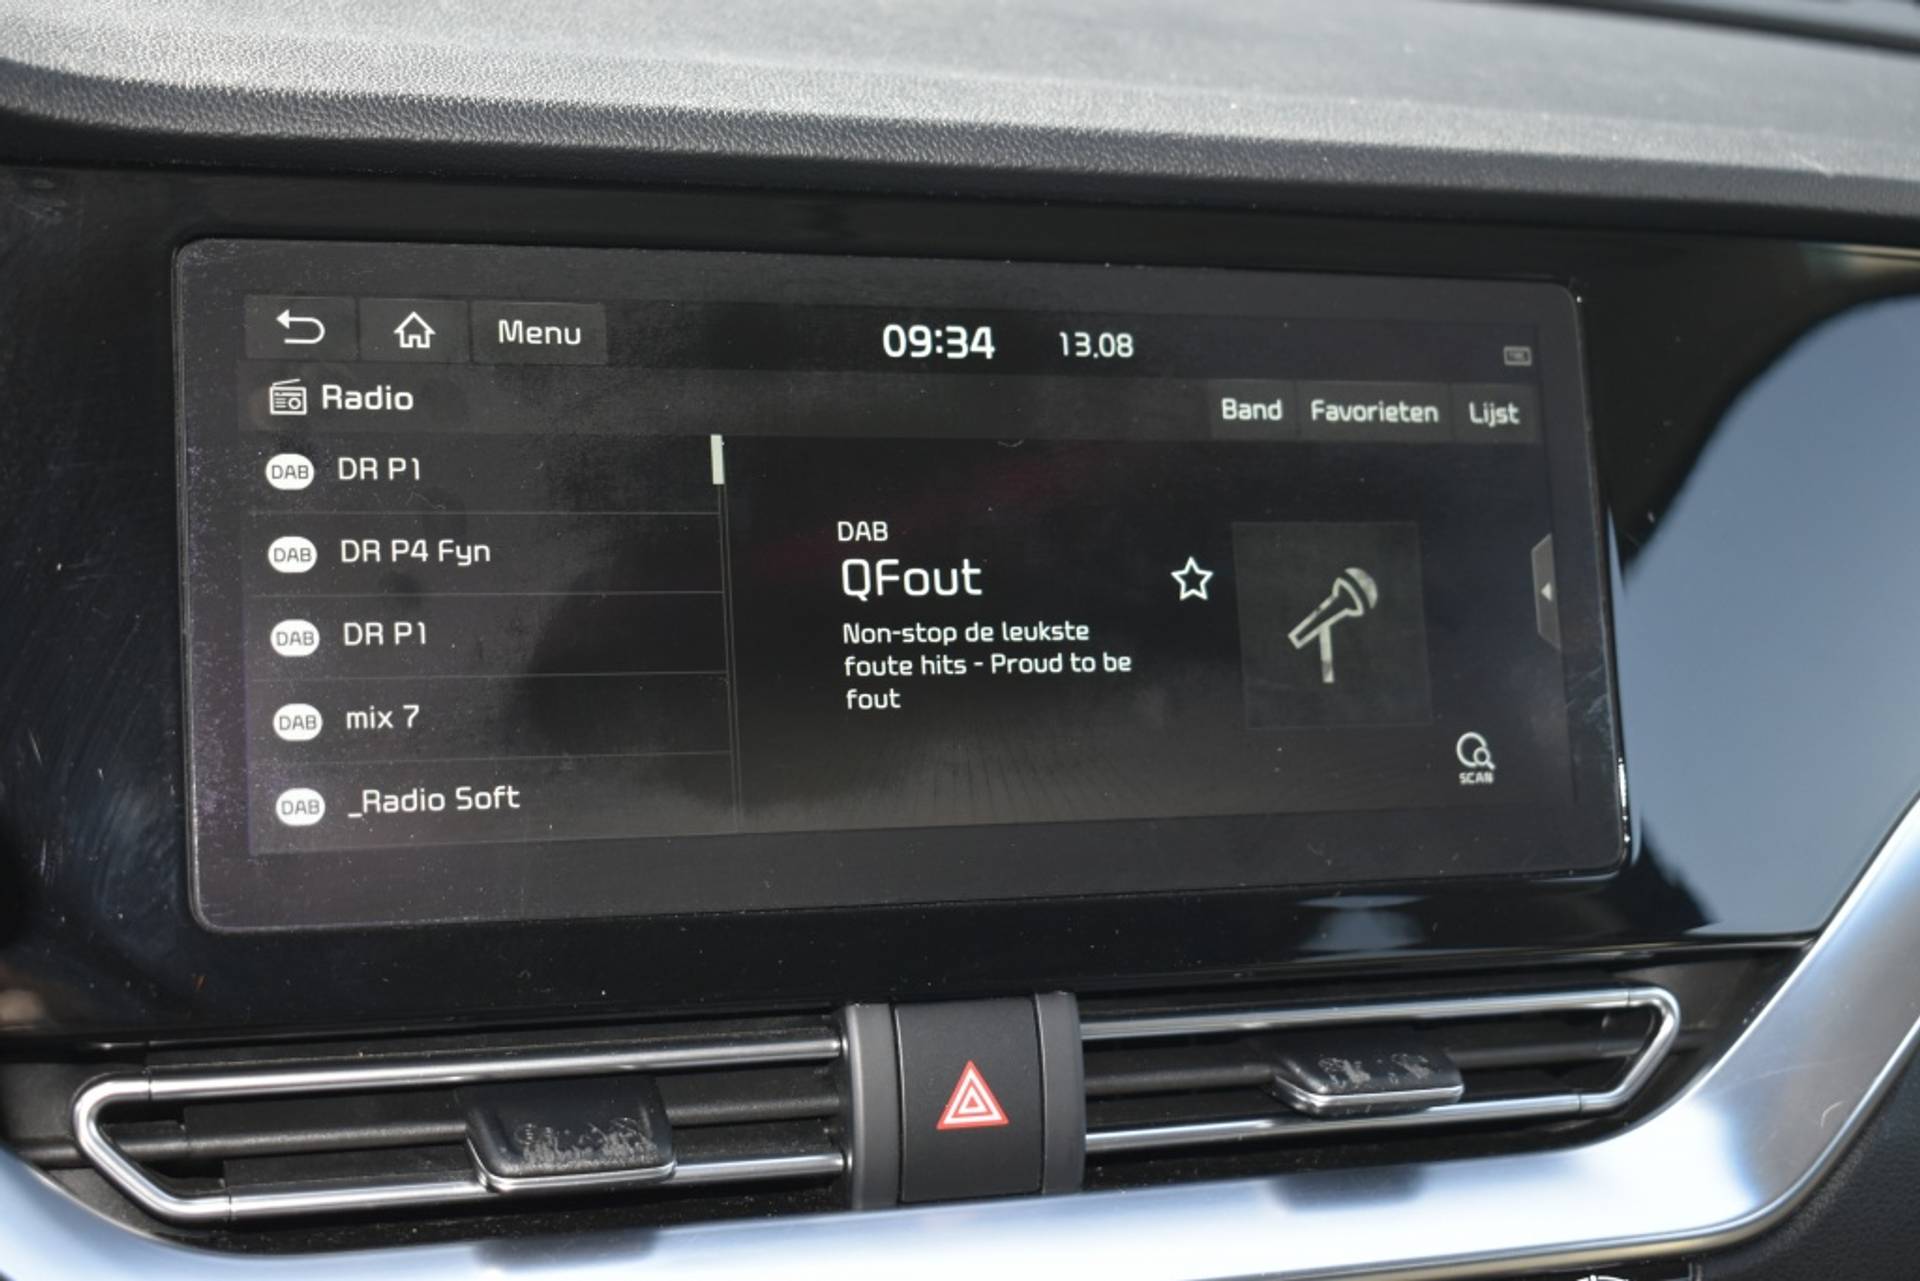 Menu
09:34
13.08
Radio
Band
Favorieten
Lijst
DAB DR P1
DAB DR P4 Fyn
DAB DR P1
DAB mix 7
DAB _Radio Soft
DAB
QFout
Non-stop de leukste
foute hits - Proud to be
fout
SCAN